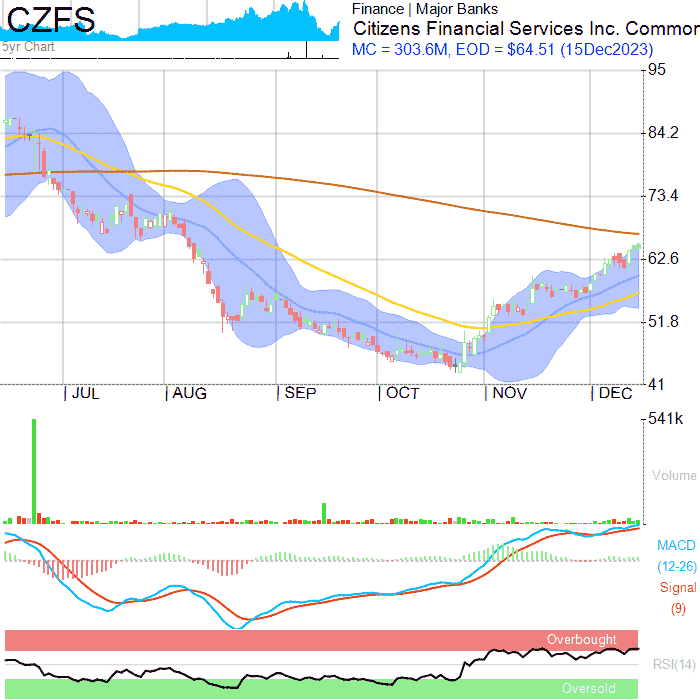 CZFS
5yr Chart
Finance | Major Banks
Citizens Financial Services Inc. Common
MC = 303.6M, EOD = $64.51 (15Dec2023)
95
84.2
73.4
62.6
51.8
41
JUL AUG SEP OCT NOV DEC
541k
Volume
MACD
(12-26)
Signal
(9)
Overbought
RSI(14)
Oversold